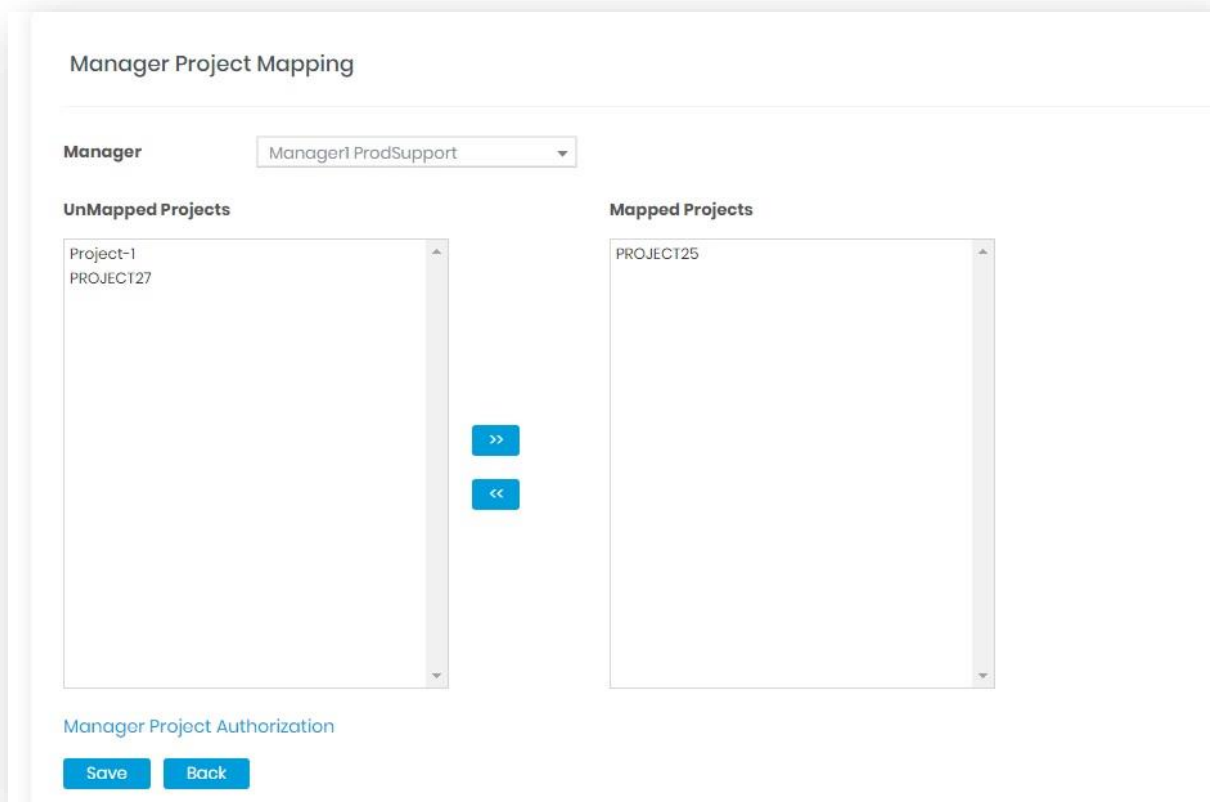 Manager Project Mapping
Manager
Manager1 ProdSupport
UnMapped Projects
Mapped Projects
Project-1
PROJECT27
PROJECT25
>>
<<
Manager Project Authorization
Save
Back